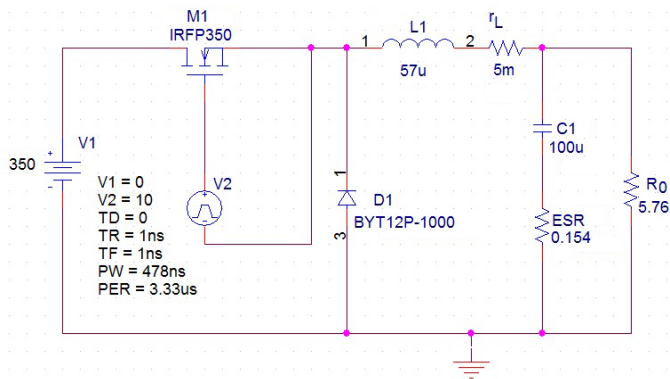 M1
IRFP350
1
L1
2
rL
57u
5m
V1
350
C1
100u
V2
V1 = 0
V2 = 10
TD = 0
TR = 1ns
TF = 1ns
PW = 478ns
PER = 3.33us
1
D1
BYT12P-1000
3
ESR
0.154
R0
5.76